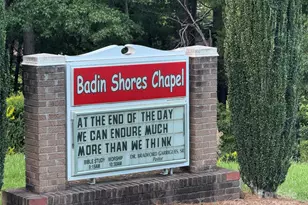 Badin Shores Chapel
AT THE END OF THE DAY
WE CAN ENDURE MUCH
MORE THAN WE THINK
BIBLE STUDY WORSHIP